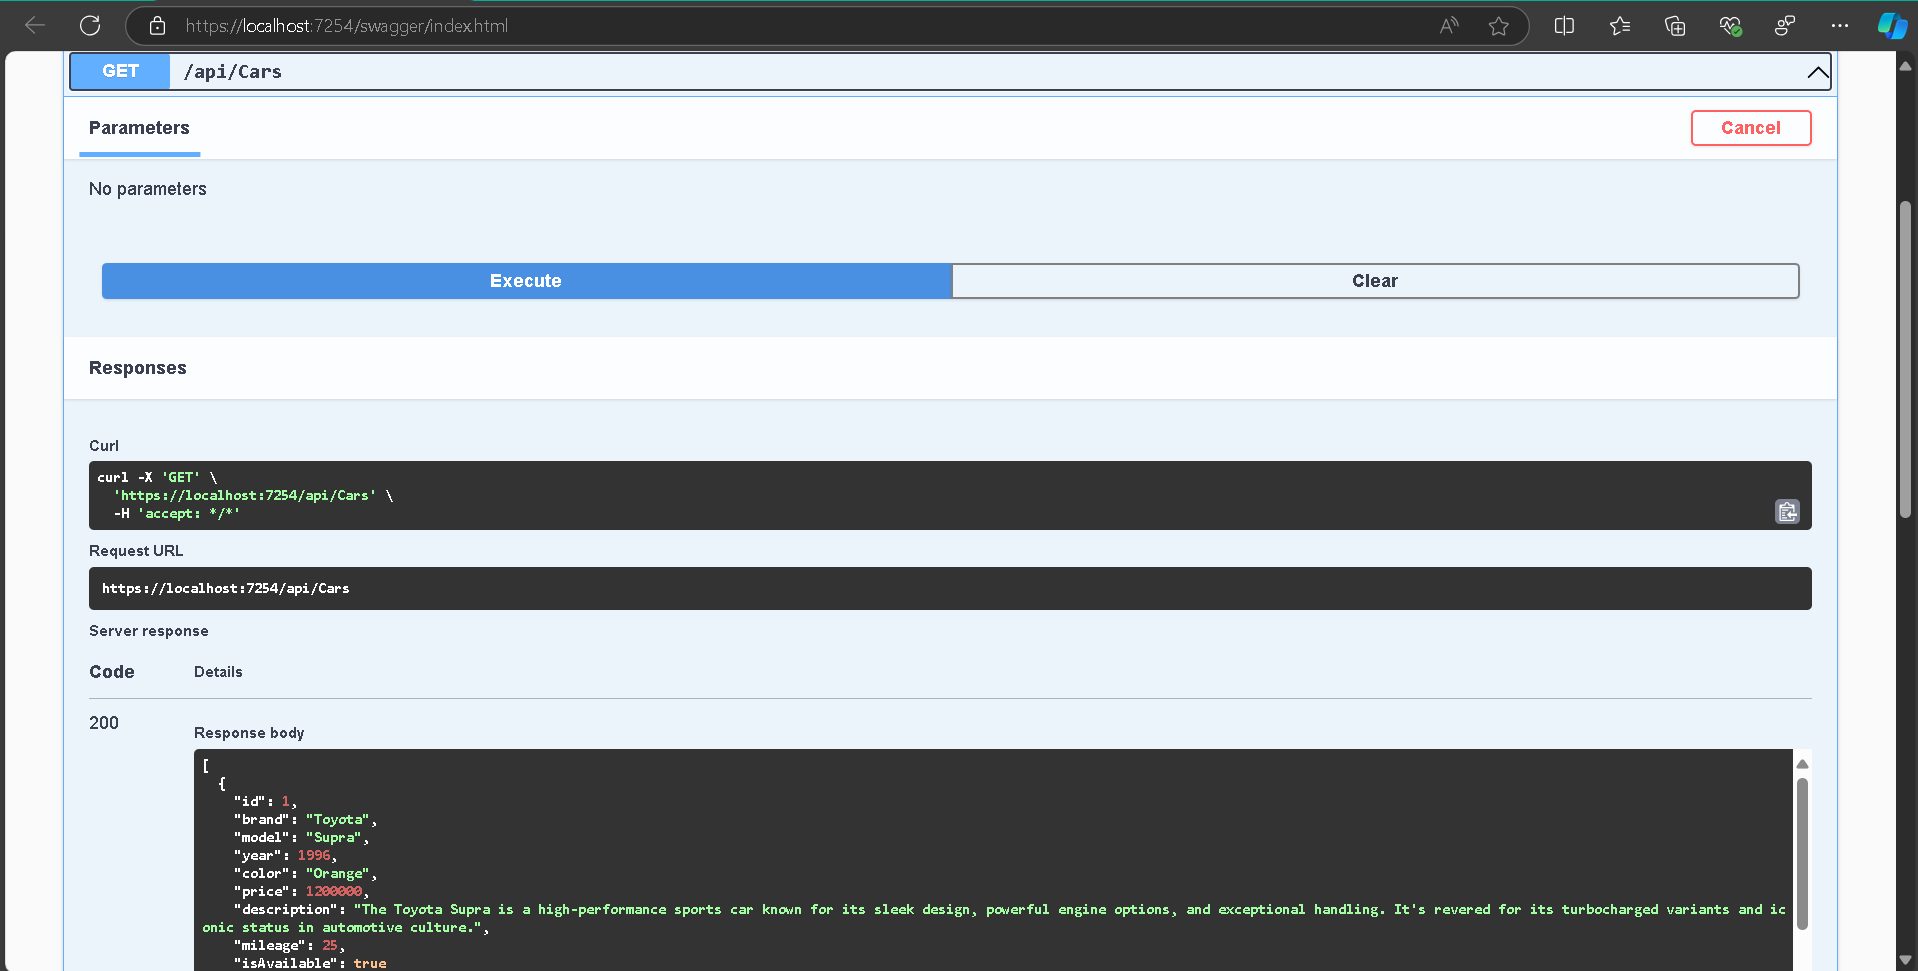 https://localhost:7254/swagger/index.html
GET /api/Cars
Parameters
Cancel
No parameters
Execute
Clear
Responses
Curl
curl -X 'GET' \
  'https://localhost:7254/api/Cars' \
  -H 'accept: */*'
Request URL
https://localhost:7254/api/Cars
Server response
Code Details
200
Response body
[
  {
    "id": 1,
    "brand": "Toyota",
    "model": "Supra",
    "year": 1996,
    "color": "Orange",
    "price": 1200000,
    "description": "The Toyota Supra is a high-performance sports car known for its sleek design, powerful engine options, and exceptional handling. It's revered for its turbocharged variants and ic
onic status in automotive culture.",
    "mileage": 25,
    "isAvailable": true